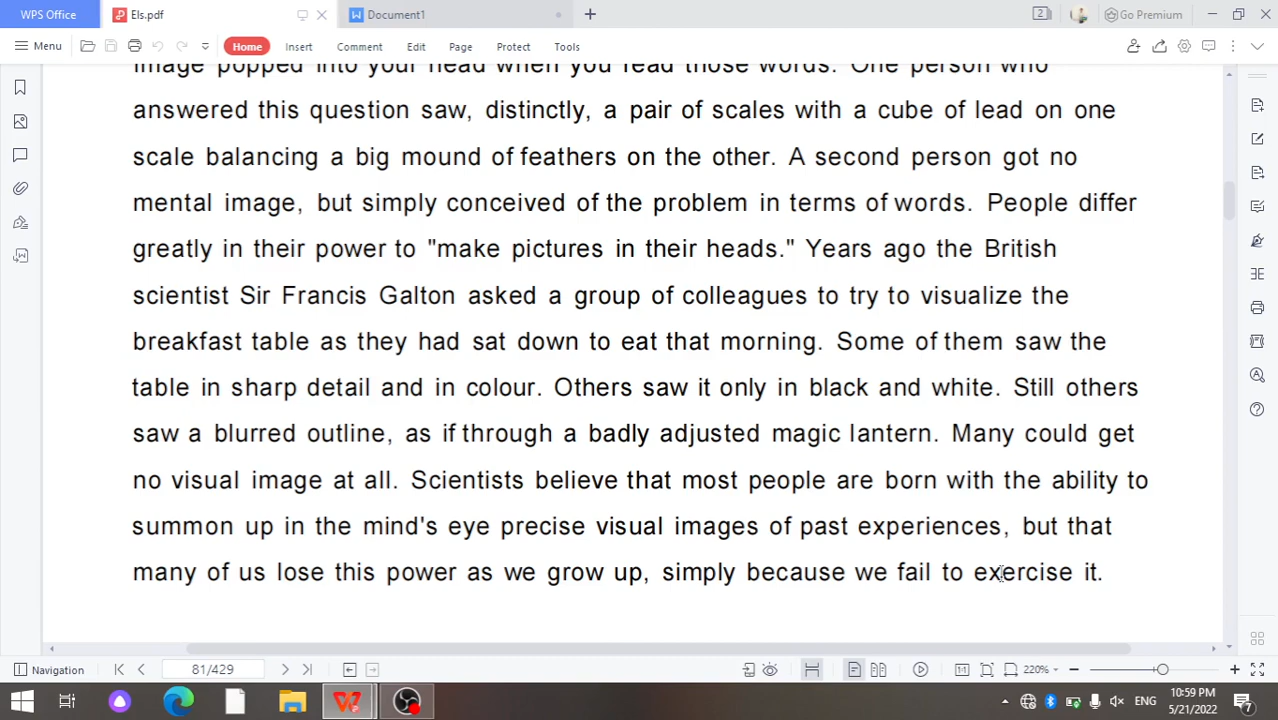 WPS Office
Els.pdf
Document1
2
Go Premium
Menu
Home
Insert
Comment
Edit
Page
Protect
Tools
image popped into your head when you read those words. One person who
answered this question saw, distinctly, a pair of scales with a cube of lead on one
scale balancing a big mound of feathers on the other. A second person got no
mental image, but simply conceived of the problem in terms of words. People differ
greatly in their power to "make pictures in their heads." Years ago the British
scientist Sir Francis Galton asked a group of colleagues to try to visualize the
breakfast table as they had sat down to eat that morning. Some of them saw the
table in sharp detail and in colour. Others saw it only in black and white. Still others
saw a blurred outline, as if through a badly adjusted magic lantern. Many could get
no visual image at all. Scientists believe that most people are born with the ability to
summon up in the mind's eye precise visual images of past experiences, but that
many of us lose this power as we grow up, simply because we fail to exercise it.
Navigation
81/429
220%
ENG
10:59 PM
5/21/2022
7